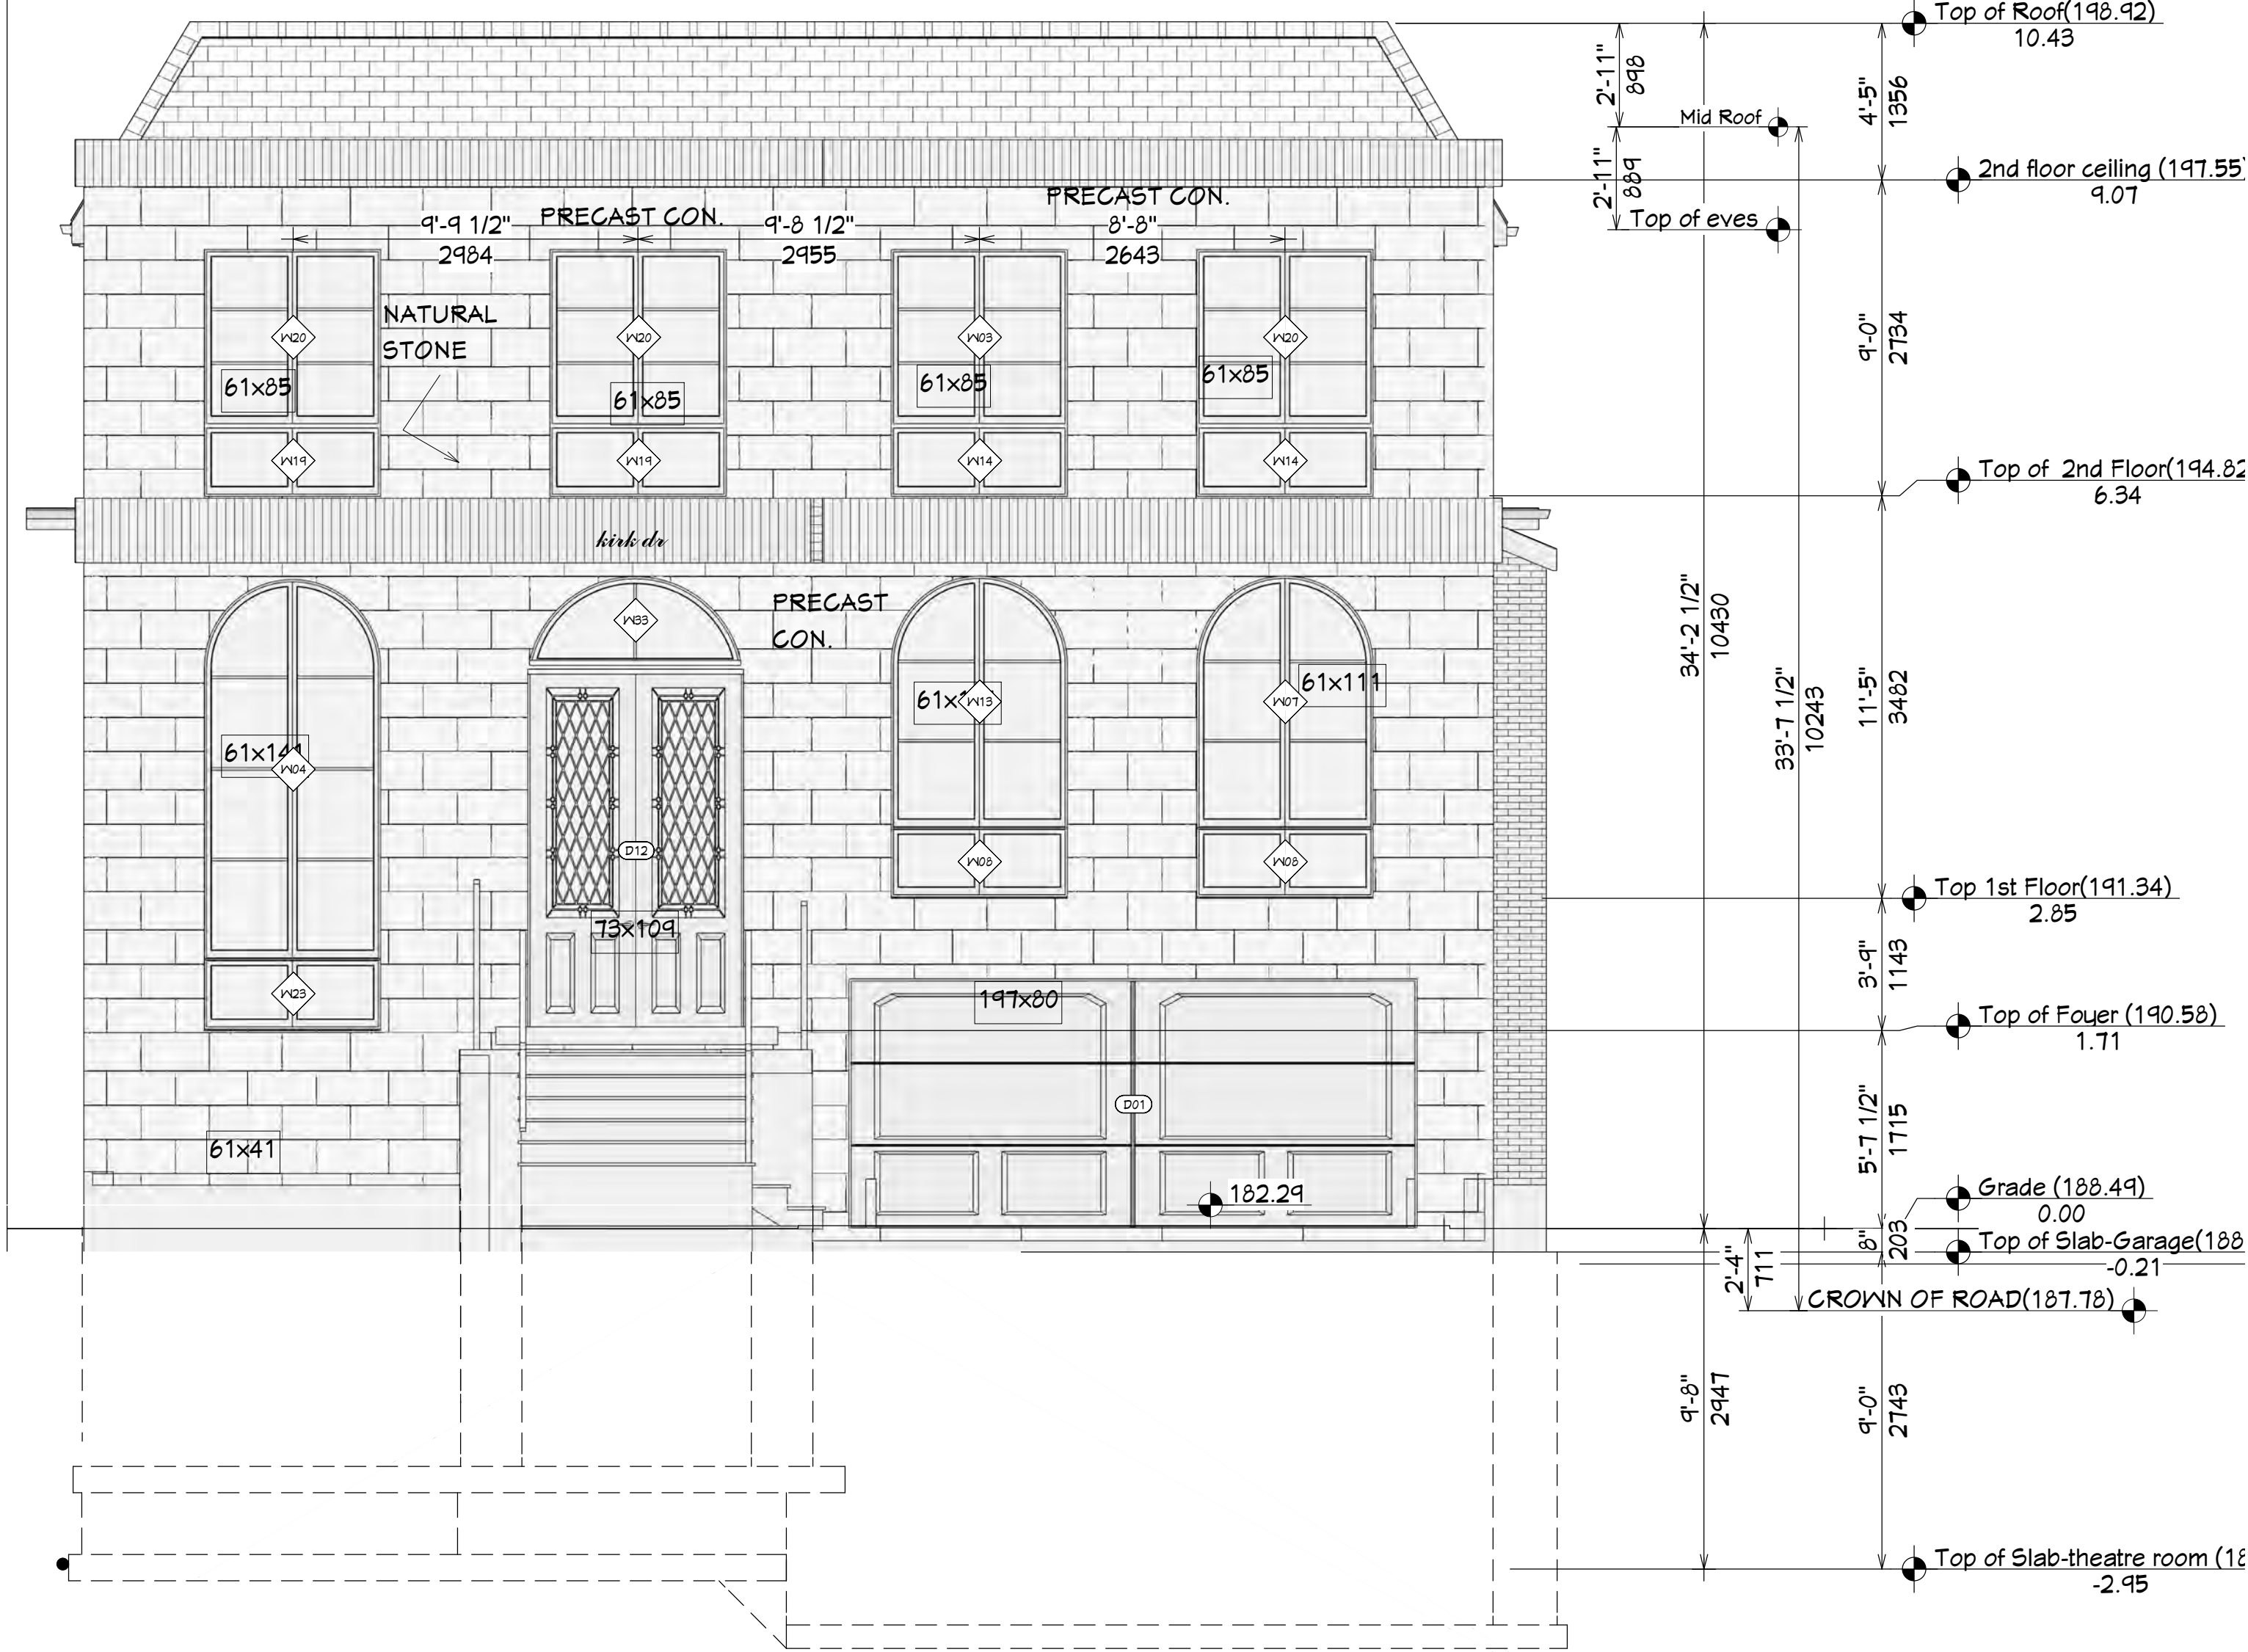 Top of Roof(198.92)
10.43
2'-11"
898
4'-5"
1356
Mid Roof
2nd floor ceiling (197.55)
9.07
2'-11"
889
Top of eves
PRECAST CON.
PRECAST CON.
9'-9 1/2"
2984
9'-8 1/2"
2955
8'-8"
2643
NATURAL
STONE
W20
W20
W03
W20
61x85
61x85
61x85
61x85
W19
W19
W14
W14
9'-0"
2734
Top of 2nd Floor(194.82
6.34
kirk dr
PRECAST
CON.
W33
34'-2 1/2"
10430
33'-7 1/2"
10243
11'-5"
3482
61x111
W13
W07
W04
D12
W08
W08
73x109
Top 1st Floor(191.34)
2.85
3'-9"
1143
W23
197x80
Top of Foyer (190.58)
1.71
D01
5'-7 1/2"
1715
61x41
182.29
Grade (188.49)
0.00
8"
203
Top of Slab-Garage(188
-0.21
2'-4"
711
CROWN OF ROAD(187.78)
9'-8"
2947
9'-0"
2743
Top of Slab-theatre room (18
-2.95